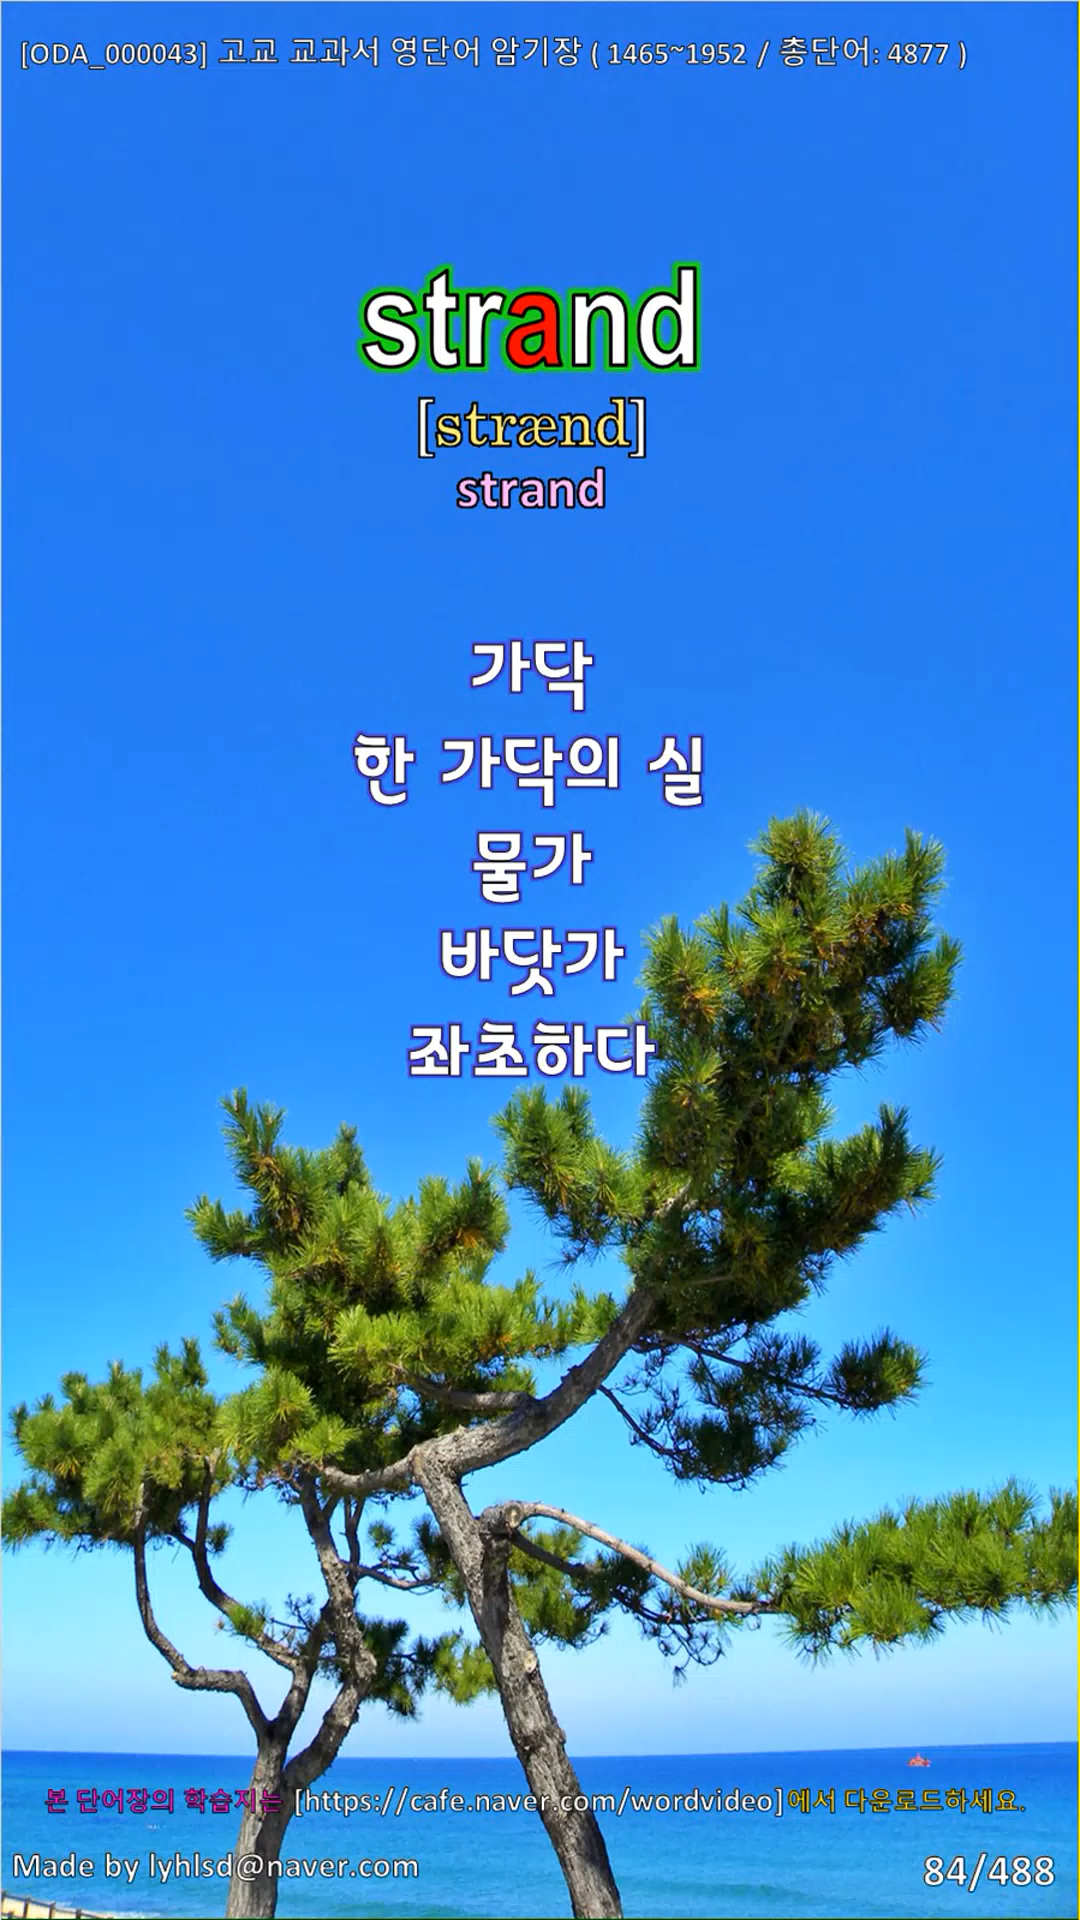 [ODA_000043] 고교 교과서 영단어 암기장 ( 1465~1952 / 총단어: 4877 )
strand
[strænd]
strand
가닥
한 가닥의 실
물가
바닷가
좌초하다
본 단어장의 학습지는 [https://cafe.naver.com/wordvideo]에서 다운로드하세요.
Made by lyhlsd@naver.com
84/488